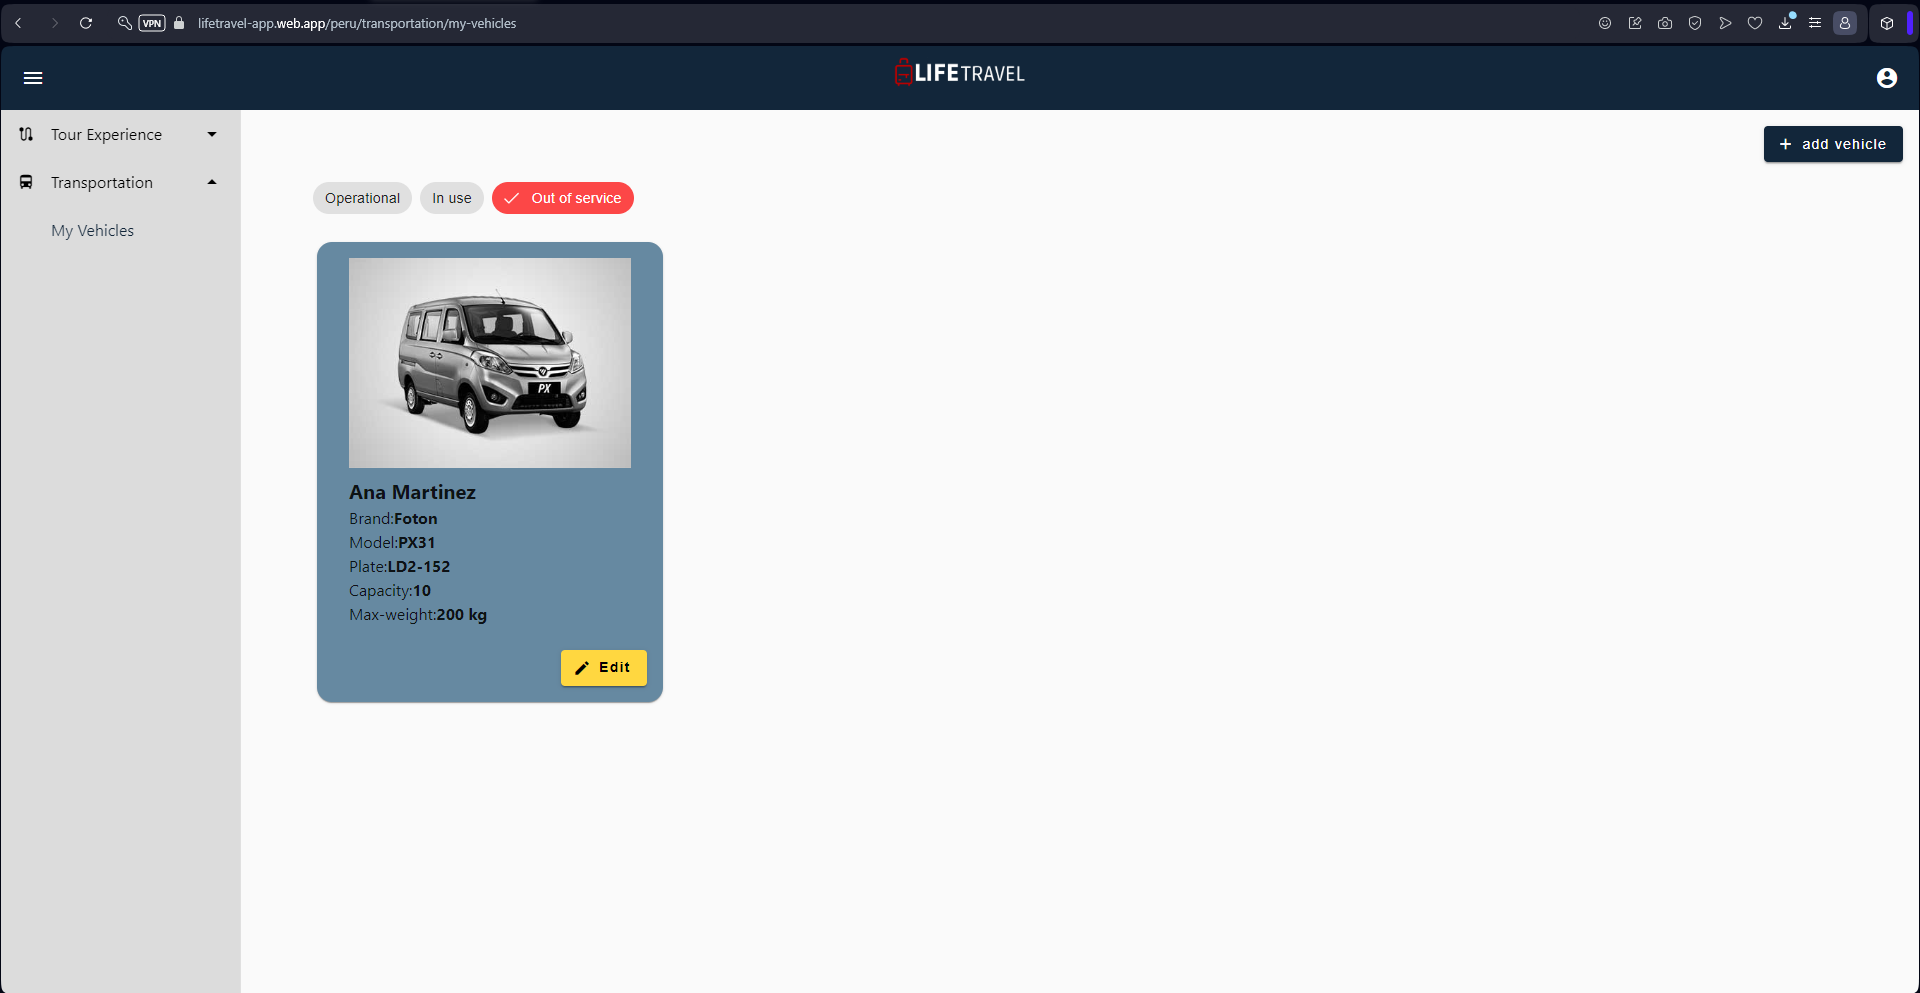 VPN
lifetravel-app.web.app/peru/transportation/my-vehicles
LIFETRAVEL
Tour Experience
Transportation
My Vehicles
+ add vehicle
Operational
In use
Out of service
PX
Ana Martinez
Brand:Foton
Model:PX31
Plate:LD2-152
Capacity:10
Max-weight:200 kg
Edit